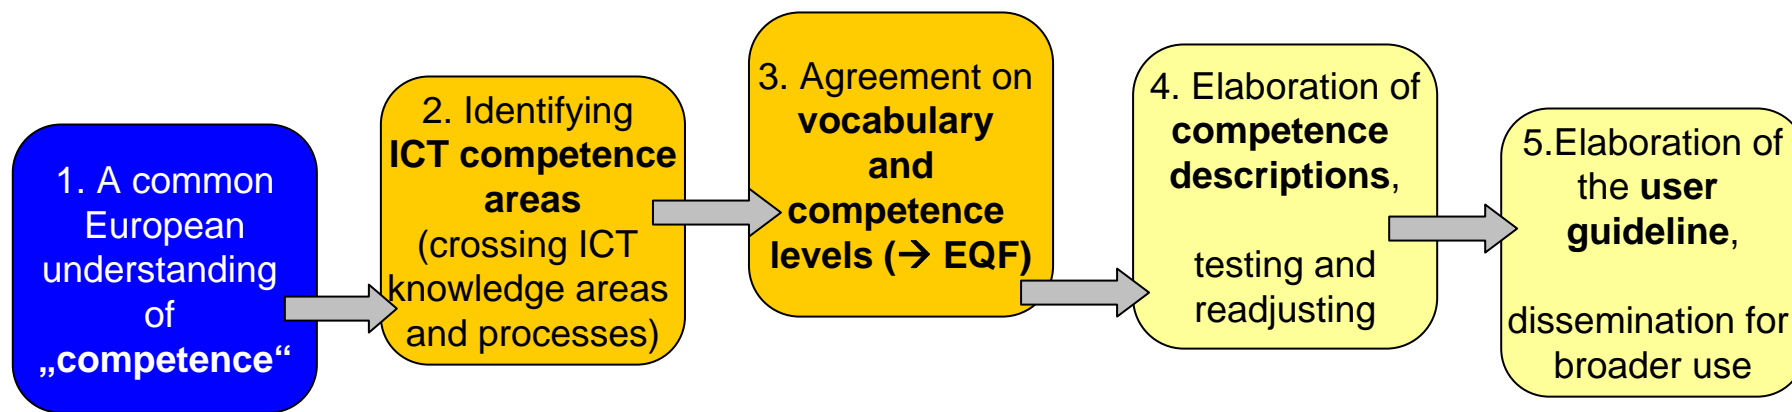 1. A common
European
understanding
of
„competence“
2. Identifying
ICT competence
areas
(crossing ICT
knowledge areas
and processes)
3. Agreement on
vocabulary
and
competence
levels (→ EQF)
4. Elaboration of
competence
descriptions,
testing and
readjusting
5.Elaboration of
the user
guideline,
dissemination for
broader use